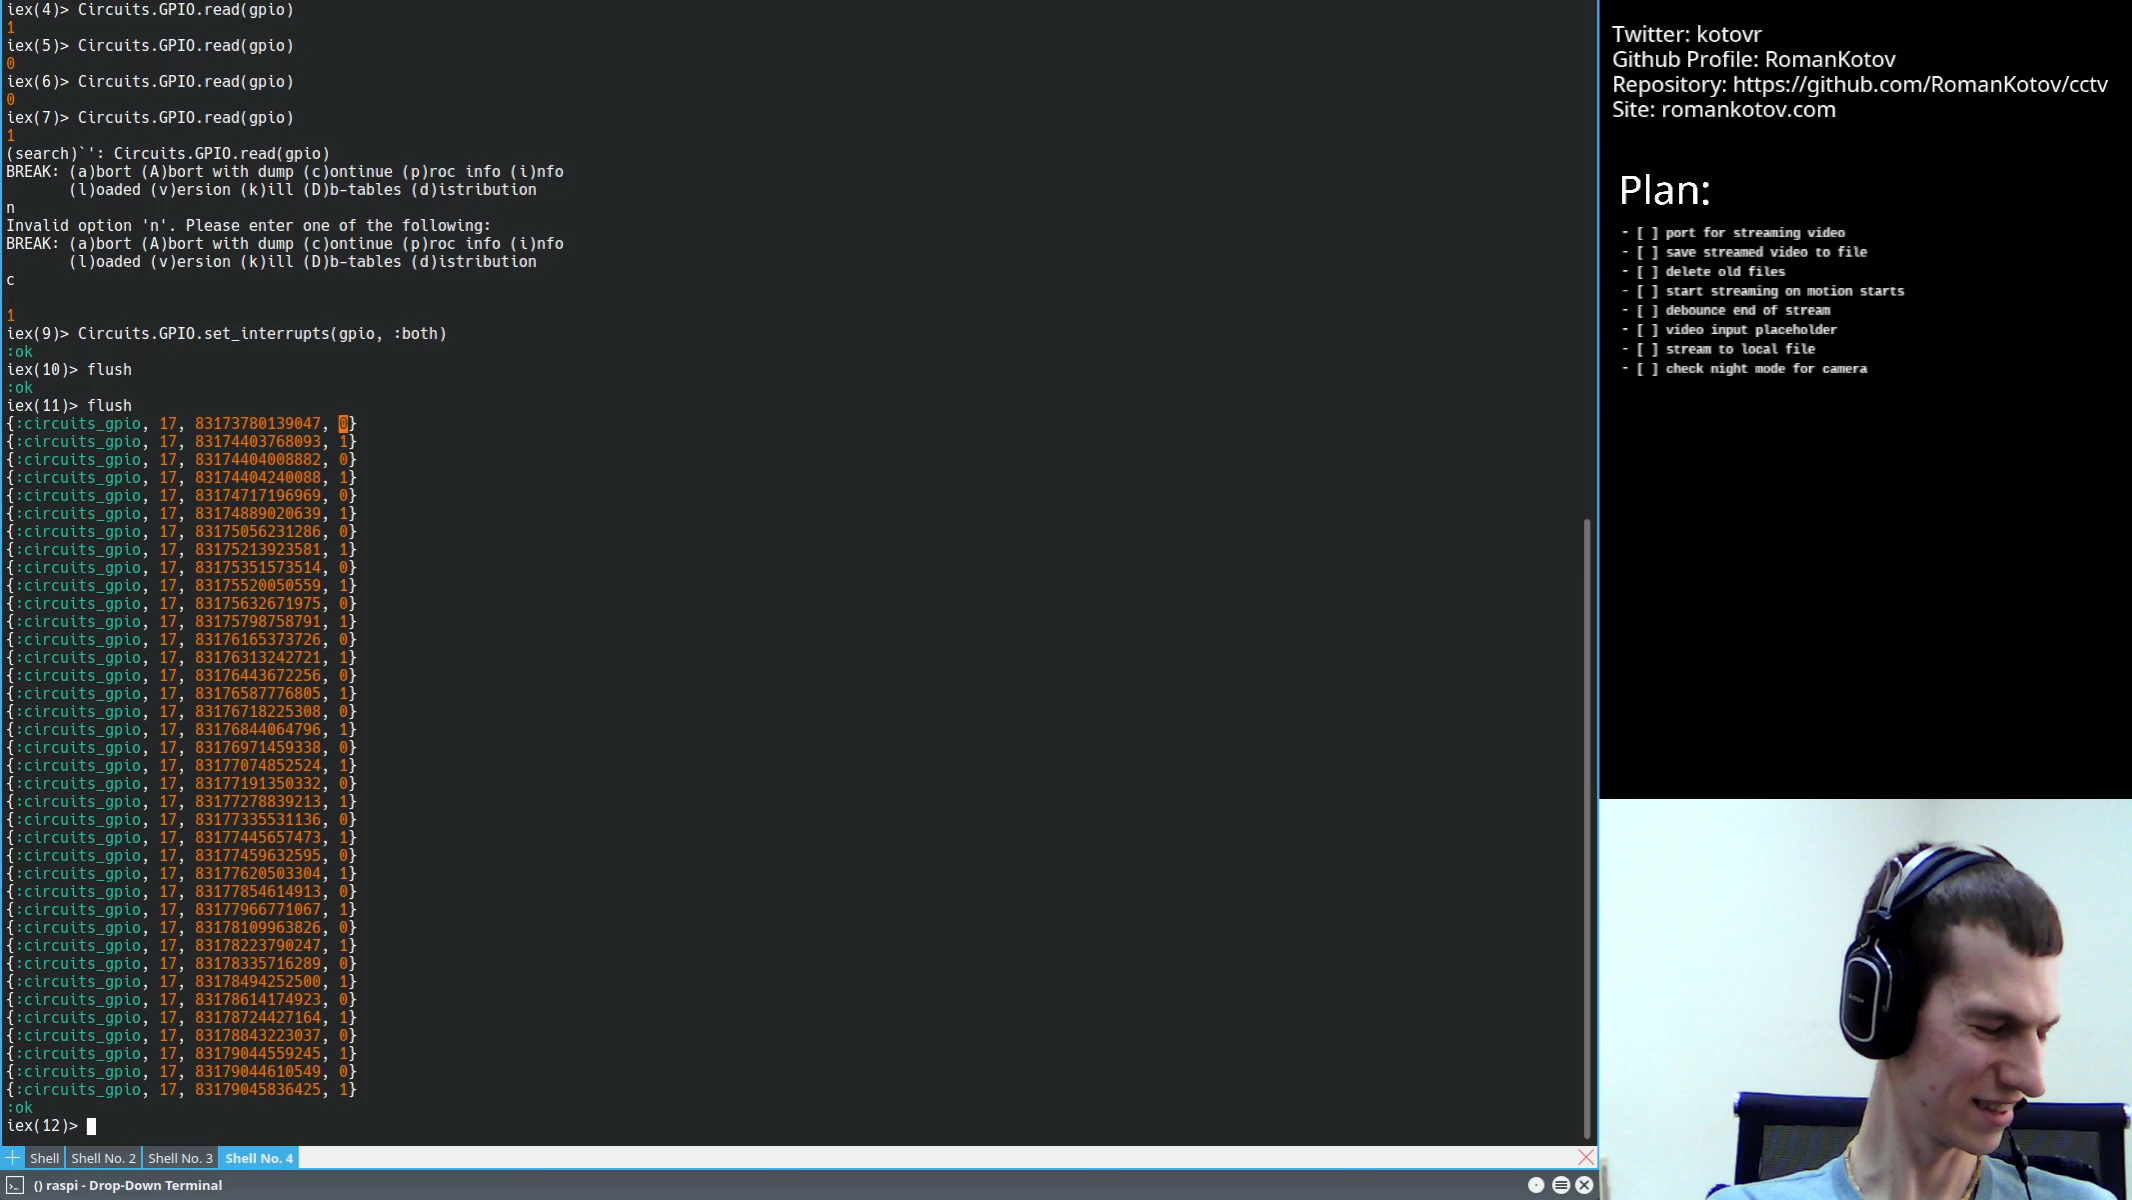 iex(4)> Circuits.GPIO.read(gpio)
1
iex(5)> Circuits.GPIO.read(gpio)
0
iex(6)> Circuits.GPIO.read(gpio)
0
iex(7)> Circuits.GPIO.read(gpio)
1
(search)`': Circuits.GPIO.read(gpio)
BREAK: (a)bort (A)bort with dump (c)ontinue (p)roc info (i)nfo
       (l)oaded (v)ersion (k)ill (D)b-tables (d)istribution
n
Invalid option 'n'. Please enter one of the following:
BREAK: (a)bort (A)bort with dump (c)ontinue (p)roc info (i)nfo
       (l)oaded (v)ersion (k)ill (D)b-tables (d)istribution
c
1
iex(9)> Circuits.GPIO.set_interrupts(gpio, :both)
:ok
iex(10)> flush
:ok
iex(11)> flush
{:circuits_gpio, 17, 83173780139047, 0}
{:circuits_gpio, 17, 83174403768093, 1}
{:circuits_gpio, 17, 83174404008882, 0}
{:circuits_gpio, 17, 83174404240088, 1}
{:circuits_gpio, 17, 83174717196969, 0}
{:circuits_gpio, 17, 83174889020639, 1}
{:circuits_gpio, 17, 83175056231286, 0}
{:circuits_gpio, 17, 83175213923581, 1}
{:circuits_gpio, 17, 83175351573514, 0}
{:circuits_gpio, 17, 83175520050559, 1}
{:circuits_gpio, 17, 83175632671975, 0}
{:circuits_gpio, 17, 83175798758791, 1}
{:circuits_gpio, 17, 83176165373726, 0}
{:circuits_gpio, 17, 83176313242721, 1}
{:circuits_gpio, 17, 83176443672256, 0}
{:circuits_gpio, 17, 83176587776805, 1}
{:circuits_gpio, 17, 83176718225308, 0}
{:circuits_gpio, 17, 83176844064796, 1}
{:circuits_gpio, 17, 83176971459338, 0}
{:circuits_gpio, 17, 83177074852524, 1}
{:circuits_gpio, 17, 83177191350332, 0}
{:circuits_gpio, 17, 83177278839213, 1}
{:circuits_gpio, 17, 83177335531136, 0}
{:circuits_gpio, 17, 83177445657473, 1}
{:circuits_gpio, 17, 83177459632595, 0}
{:circuits_gpio, 17, 83177620503304, 1}
{:circuits_gpio, 17, 83177854614913, 0}
{:circuits_gpio, 17, 83177966771067, 1}
{:circuits_gpio, 17, 83178109963826, 0}
{:circuits_gpio, 17, 83178223790247, 1}
{:circuits_gpio, 17, 83178335716289, 0}
{:circuits_gpio, 17, 83178494252500, 1}
{:circuits_gpio, 17, 83178614174923, 0}
{:circuits_gpio, 17, 83178724427164, 1}
{:circuits_gpio, 17, 83178843223037, 0}
{:circuits_gpio, 17, 83179044559245, 1}
{:circuits_gpio, 17, 83179044610549, 0}
{:circuits_gpio, 17, 83179045836425, 1}
:ok
iex(12)>
Shell Shell No. 2 Shell No. 3 Shell No. 4
() raspi - Drop-Down Terminal
Twitter: kotovr
Github Profile: RomanKotov
Repository: https://github.com/RomanKotov/cctv
Site: romankotov.com
Plan:
- [ ] port for streaming video
- [ ] save streamed video to file
- [ ] delete old files
- [ ] start streaming on motion starts
- [ ] debounce end of stream
- [ ] video input placeholder
- [ ] stream to local file
- [ ] check night mode for camera